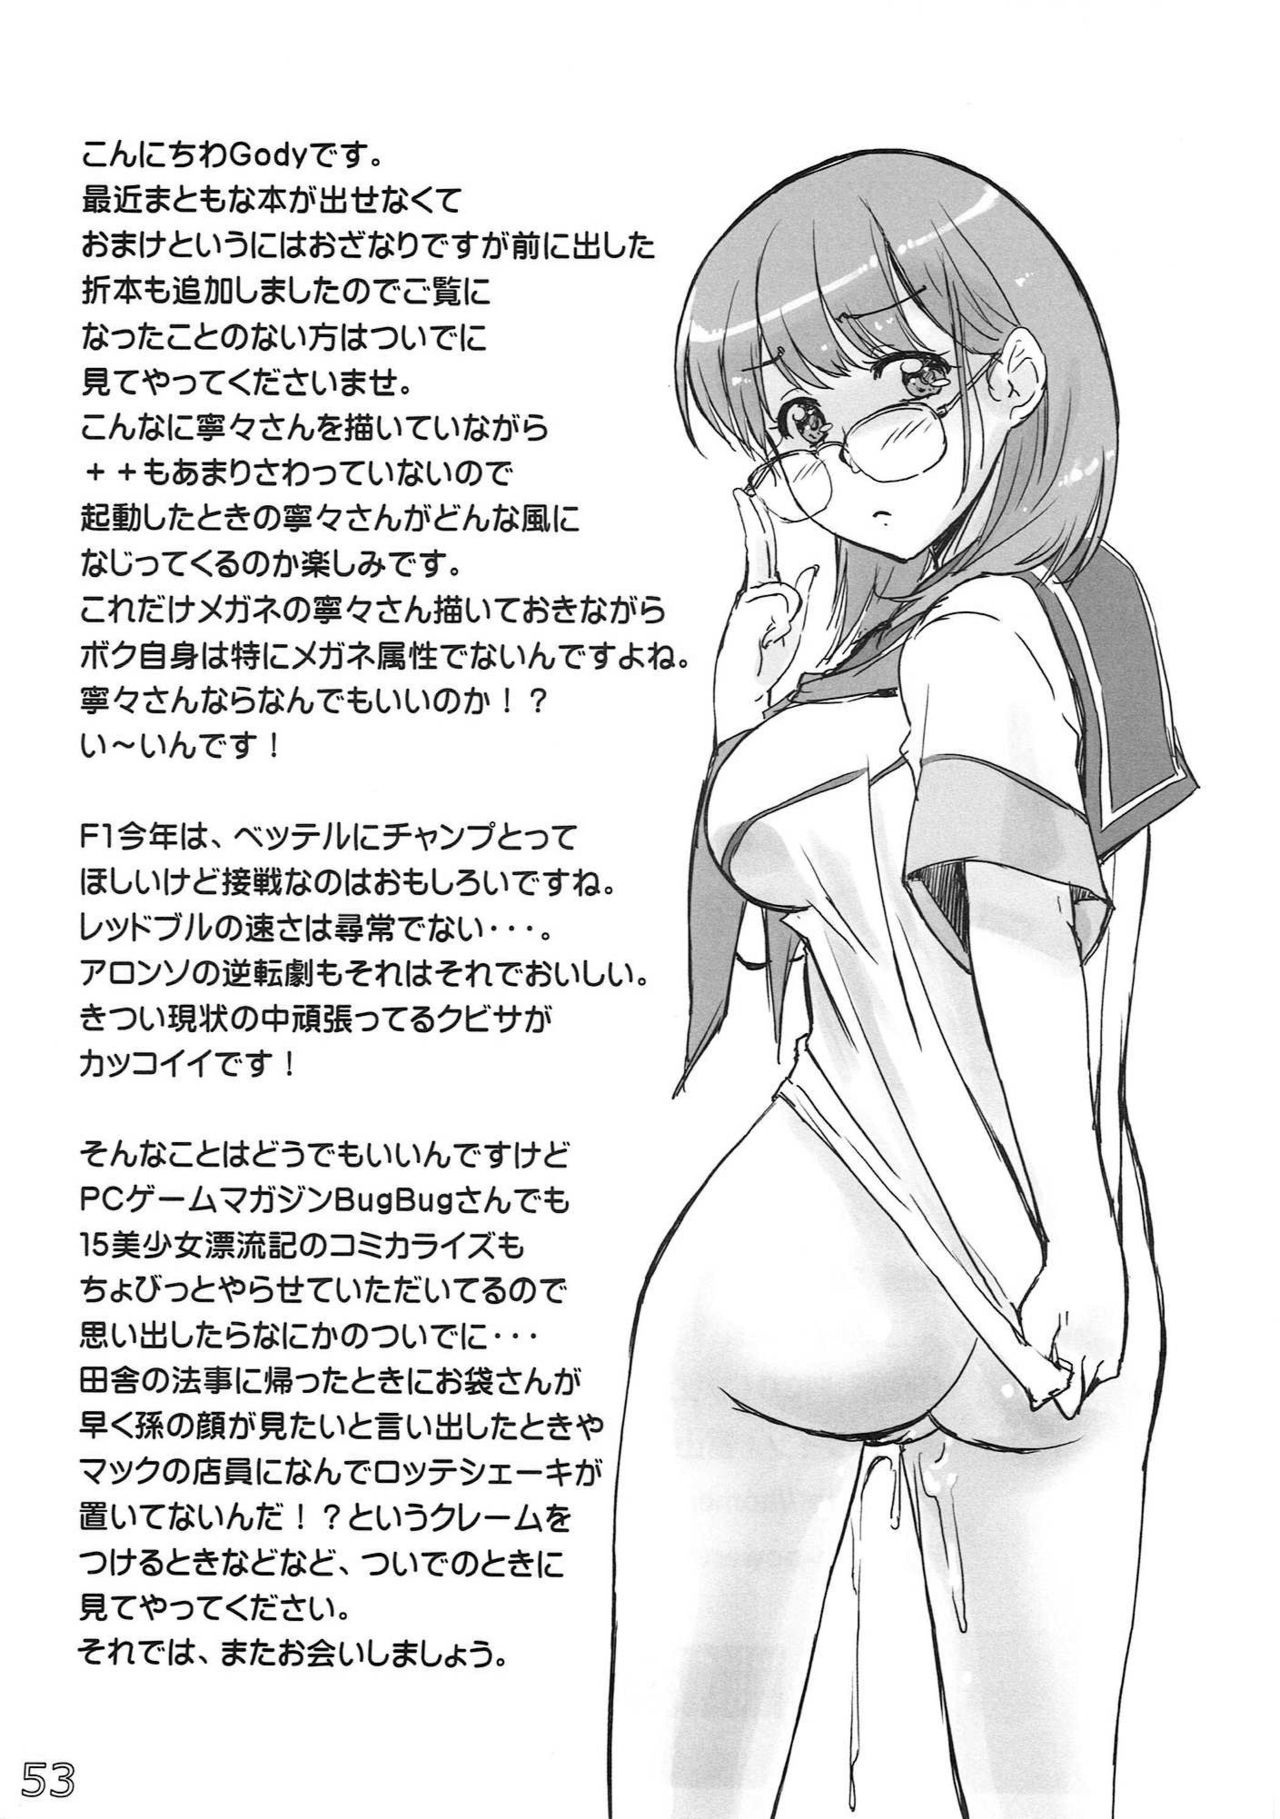 こんにちわGodyです。
最近まともな本が出せなくて
おまけというにはおざなりですが前に出した
折本も追加しましたのでご覧に
なったことのない方はついでに
見てやってくださいませ。
こんなに寧々さんを描いていながら
＋＋もあまりさわっていないので
起動したときの寧々さんがどんな風に
なじってくるのか楽しみです。
これだけメガネの寧々さん描いておきながら
ボク自身は特にメガネ属性でないんですよね。
寧々さんならなんでもいいのか！？
い～いんです！
F1今年は、ベッテルにチャンプとって
ほしいけど接戦なのはおもしろいですね。
レッドブルの速さは尋常でない・・・。
アロンソの逆転劇もそれはそれでおいしい。
きつい現状の中頑張ってるクビサが
カッコイイです！
そんなことはどうでもいいんですけど
PCゲームマガジンBugBugさんでも
15美少女漂流記のコミカライズも
ちょびっとやらせていただいてるので
思い出したらなにかのついでに・・・
田舎の法事に帰ったときにお袋さんが
早く孫の顔が見たいと言い出したときや
マックの店員になんでロッテシェーキが
置いてないんだ！？というクレームを
つけるときなどなど、ついでのときに
見てやってください。
それでは、またお会いしましょう。
53